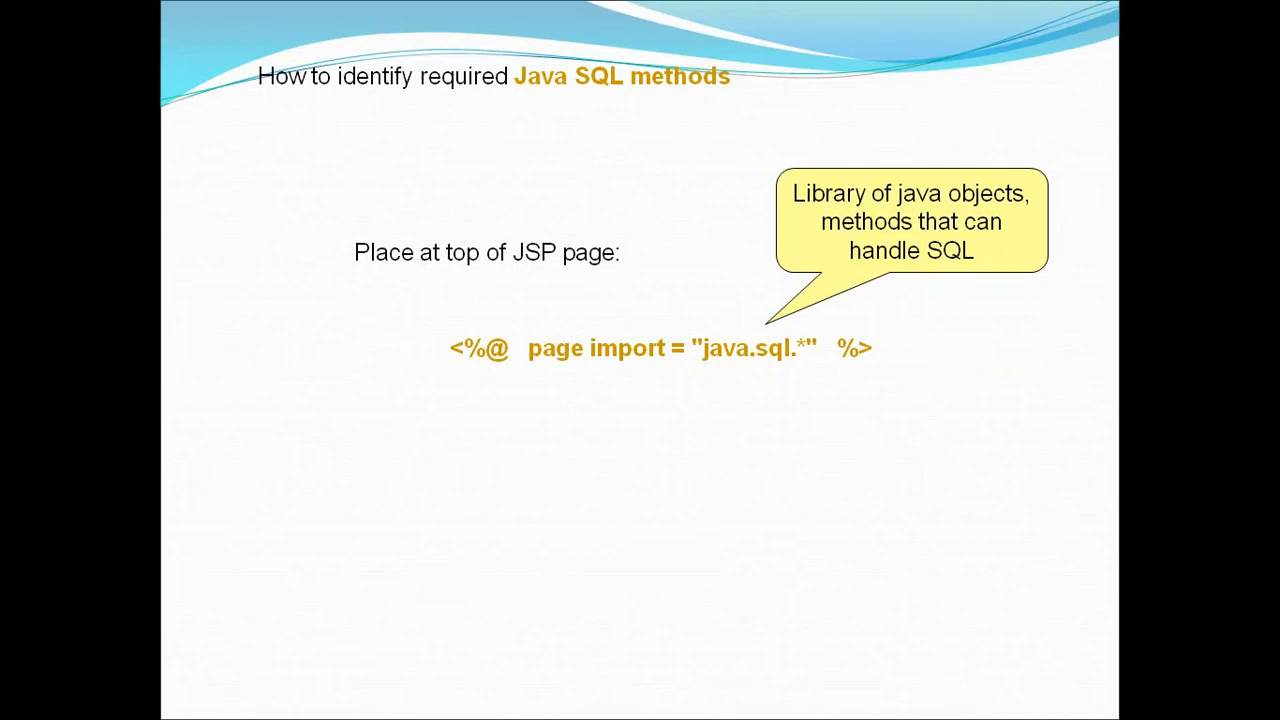 How to identify required Java SQL methods
Library of java objects,
methods that can
handle SQL
Place at top of JSP page:
<%@ page import = "java.sql.*" %>